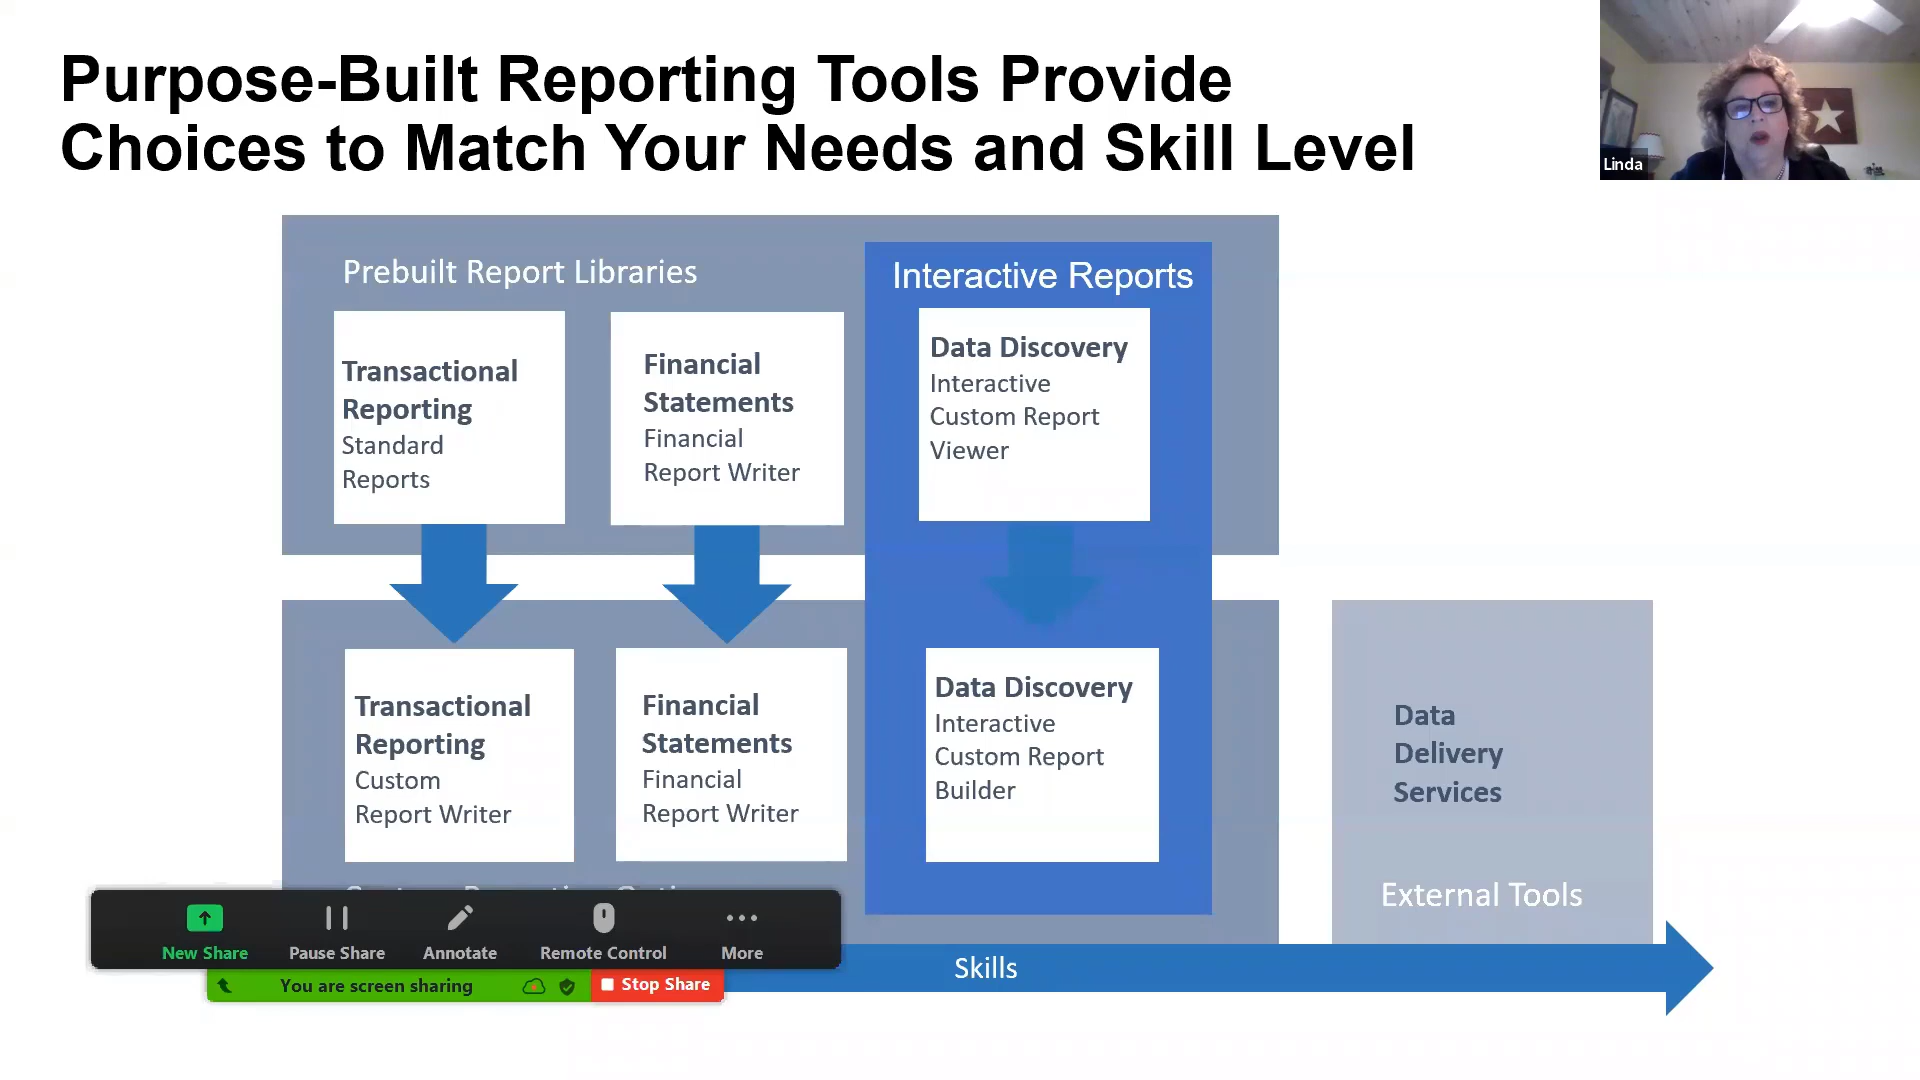 Purpose-Built Reporting Tools Provide
Choices to Match Your Needs and Skill Level
Linda
Prebuilt Report Libraries
Interactive Reports
Transactional
Reporting
Standard
Reports
Financial
Statements
Financial
Report Writer
Data Discovery
Interactive
Custom Report
Viewer
Transactional
Reporting
Custom
Report Writer
Financial
Statements
Financial
Report Writer
Data Discovery
Interactive
Custom Report
Builder
Data
Delivery
Services
External Tools
New Share
Pause Share
Annotate
Remote Control
More
Skills
You are screen sharing
Stop Share